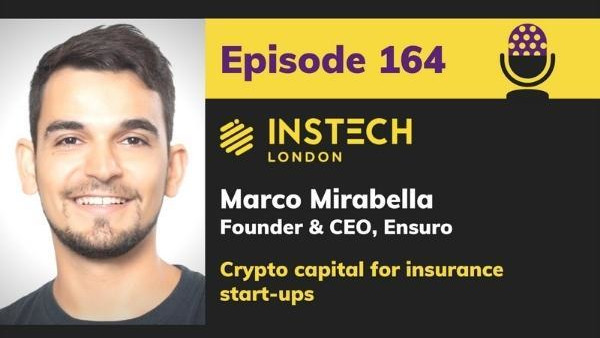 Episode 164
INSTECH
LONDON
Marco Mirabella
Founder & CEO, Ensuro
Crypto capital for insurance
start-ups